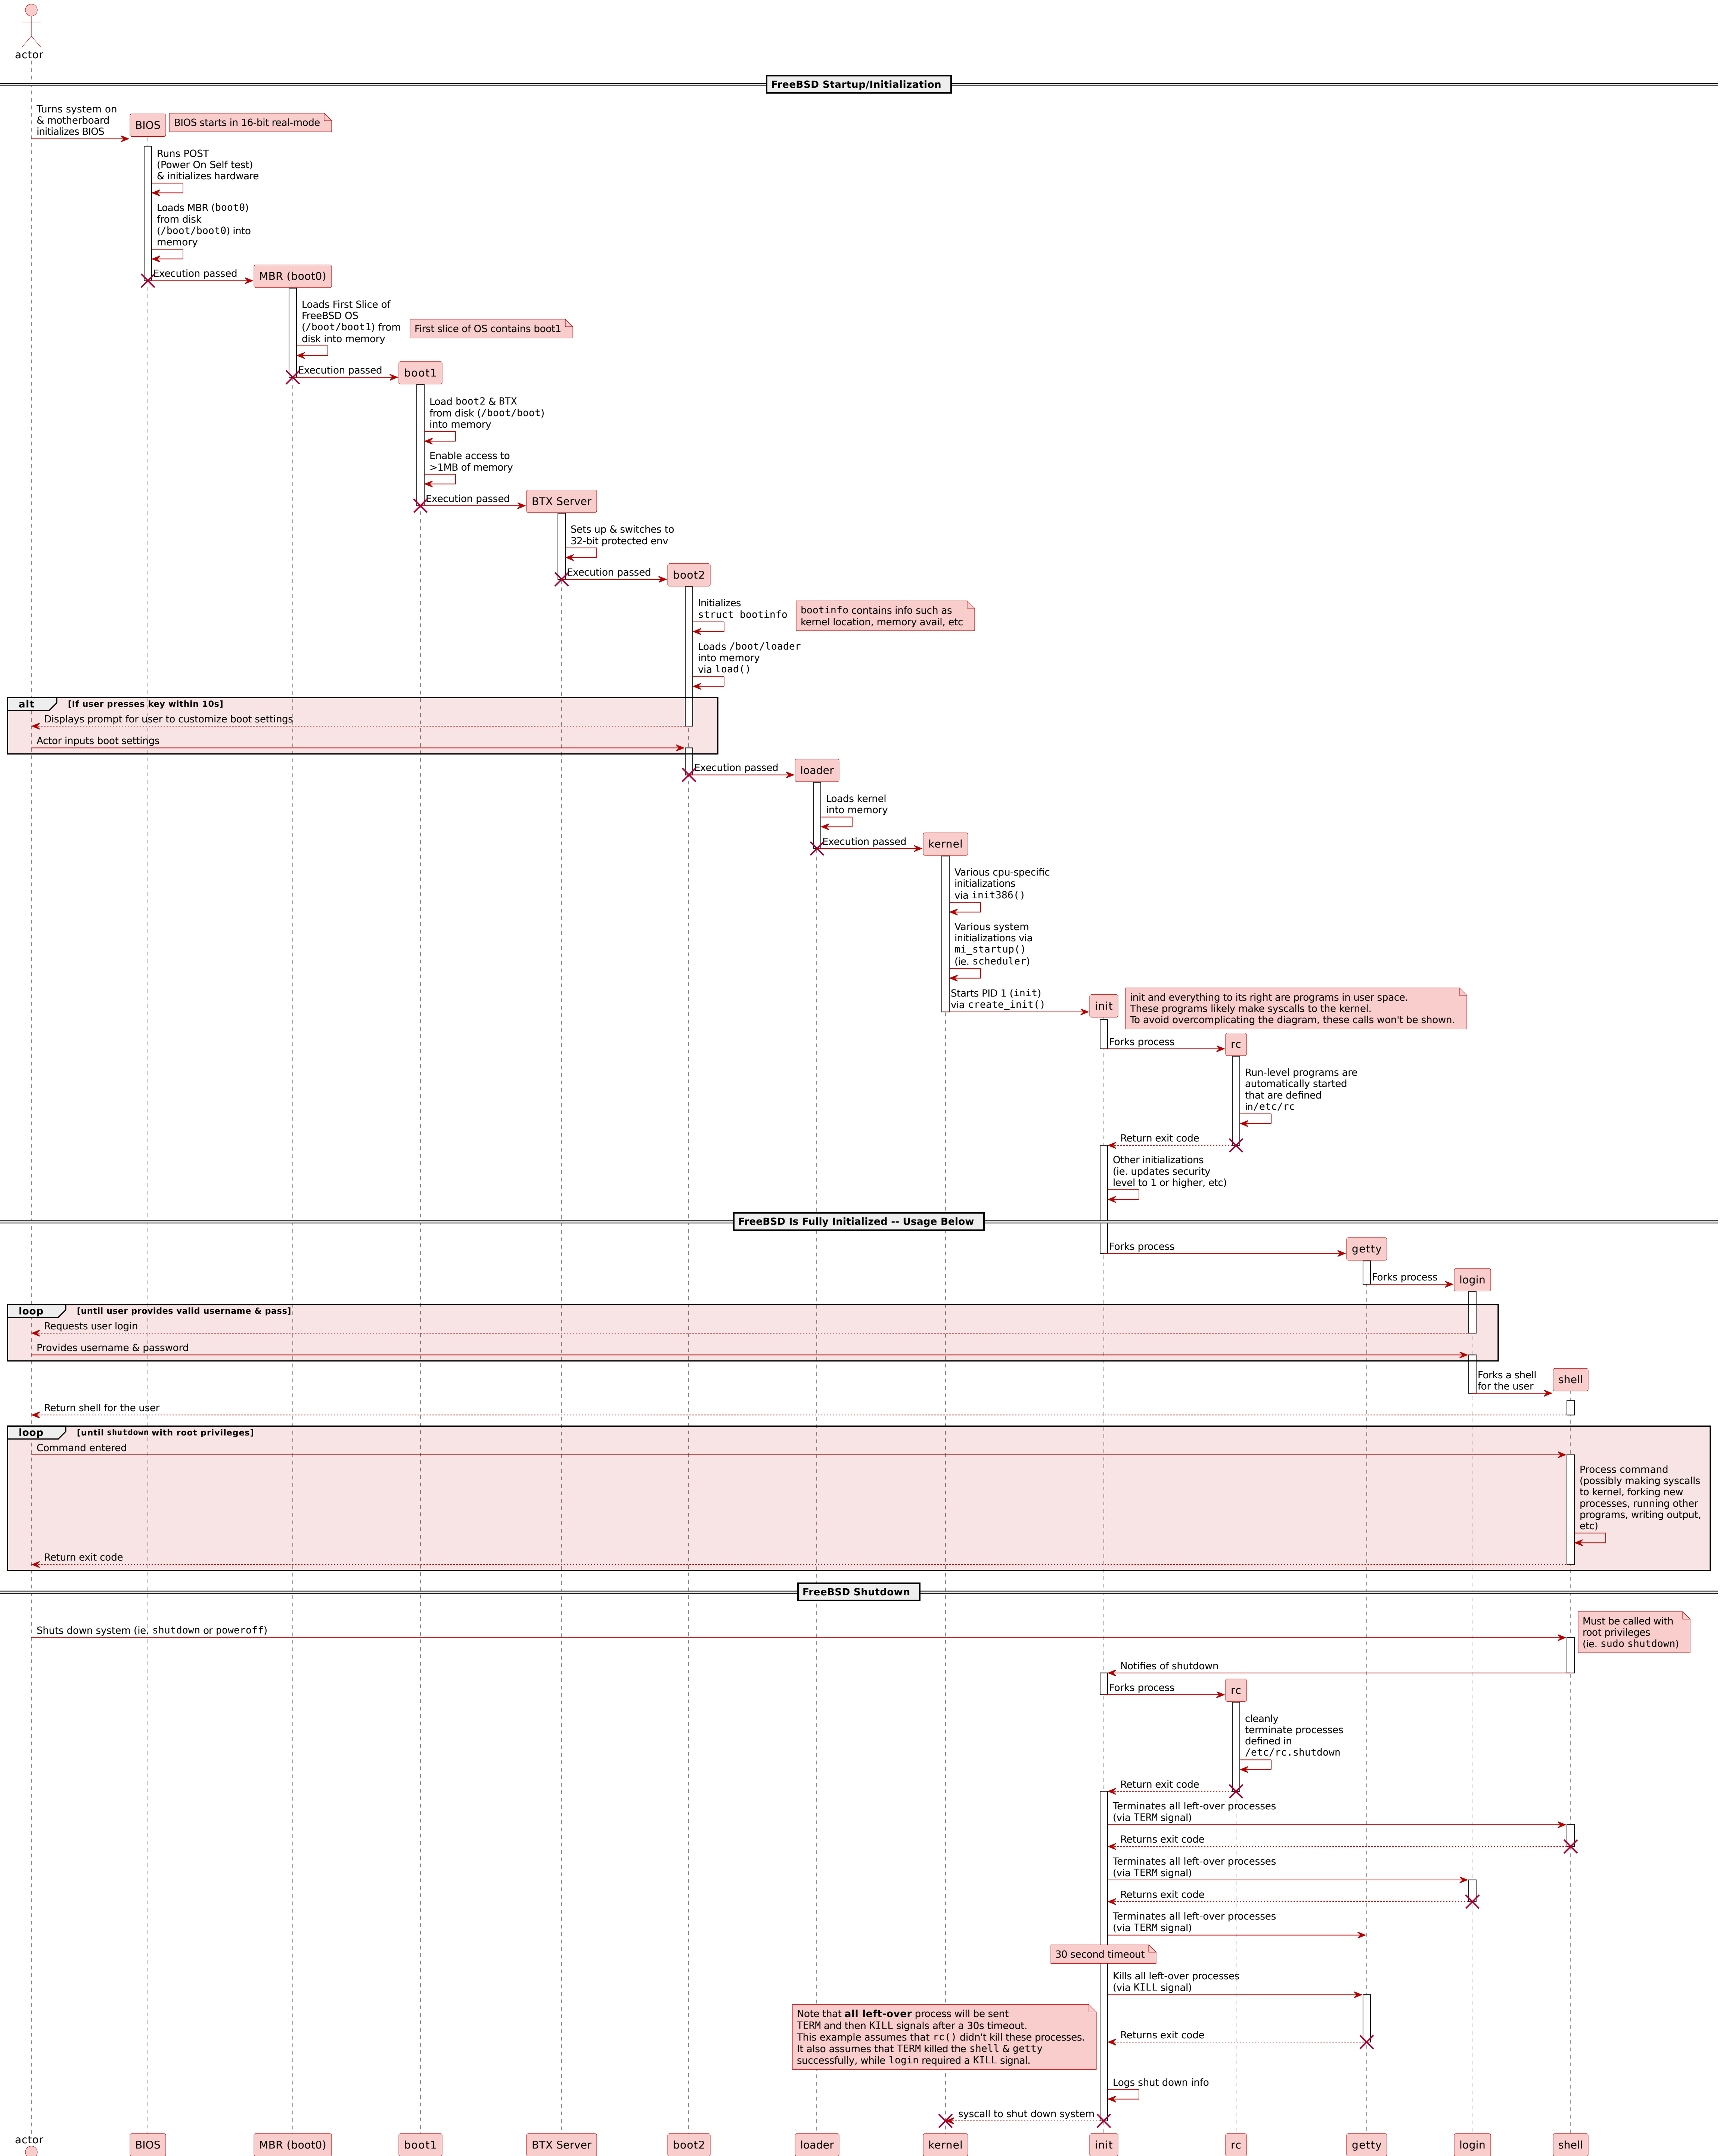 actor
FreeBSD Startup/Initialization
Turns system on
& motherboard
initializes BIOS
BIOS
BIOS starts in 16-bit real-mode
Runs POST
(Power On Self test)
& initializes hardware
Loads MBR (boot0)
from disk
(/boot/boot0) into
memory
Execution passed
MBR (boot0)
Loads First Slice of
FreeBSD OS
(/boot/boot1) from
disk into memory
First slice of OS contains boot1
Execution passed
boot1
Load boot2 & BTX
from disk (/boot/boot)
into memory
Enable access to
>1MB of memory
Execution passed
BTX Server
Sets up & switches to
32-bit protected env
Execution passed
boot2
Initializes
struct bootinfo
bootinfo contains info such as
kernel location, memory avail, etc
Loads /boot/loader
into memory
via load()
alt
[If user presses key within 10s]
Displays prompt for user to customize boot settings
Actor inputs boot settings
Execution passed
loader
Loads kernel
into memory
Execution passed
kernel
Various cpu-specific
initializations
via init386()
Various system
initializations via
mi_startup()
(ie. scheduler)
Starts PID 1 (init)
via create_init()
init
init and everything to its right are programs in user space.
These programs likely make syscalls to the kernel.
To avoid overcomplicating the diagram, these calls won't be shown.
Forks process
rc
Run-level programs are
automatically started
that are defined
in/etc/rc
Return exit code
Other initializations
(ie. updates security
level to 1 or higher, etc)
FreeBSD Is Fully Initialized -- Usage Below
Forks process
getty
Forks process
login
loop
[until user provides valid username & pass]
Requests user login
Provides username & password
Forks a shell
for the user
shell
Return shell for the user
loop
[until shutdown with root privileges]
Command entered
Process command
(possibly making syscalls
to kernel, forking new
processes, running other
programs, writing output,
etc)
Return exit code
FreeBSD Shutdown
Shuts down system (ie. shutdown or poweroff)
Must be called with
root privileges
(ie. sudo shutdown)
Notifies of shutdown
Forks process
rc
cleanly
terminate processes
defined in
/etc/rc.shutdown
Return exit code
Terminates all left-over processes
(via TERM signal)
Returns exit code
Terminates all left-over processes
(via TERM signal)
Returns exit code
Terminates all left-over processes
(via TERM signal)
30 second timeout
Kills all left-over processes
(via KILL signal)
Note that all left-over process will be sent
TERM and then KILL signals after a 30s timeout.
This example assumes that rc() didn't kill these processes.
It also assumes that TERM killed the shell & getty
successfully, while login required a KILL signal.
Returns exit code
Logs shut down info
syscall to shut down system
actor
BIOS
MBR (boot0)
boot1
BTX Server
boot2
loader
kernel
init
rc
getty
login
shell